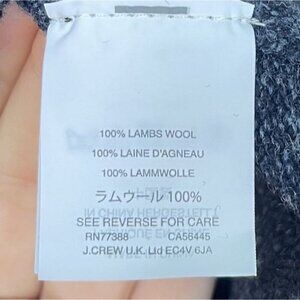 100% LAMBS WOOL
100% LAINE D'AGNEAU
100% LAMMWOLLE
ラムウール100%
SEE REVERSE FOR CARE
RN77388 CA56445
J.CREW U.K. Ltd EC4V 6JA